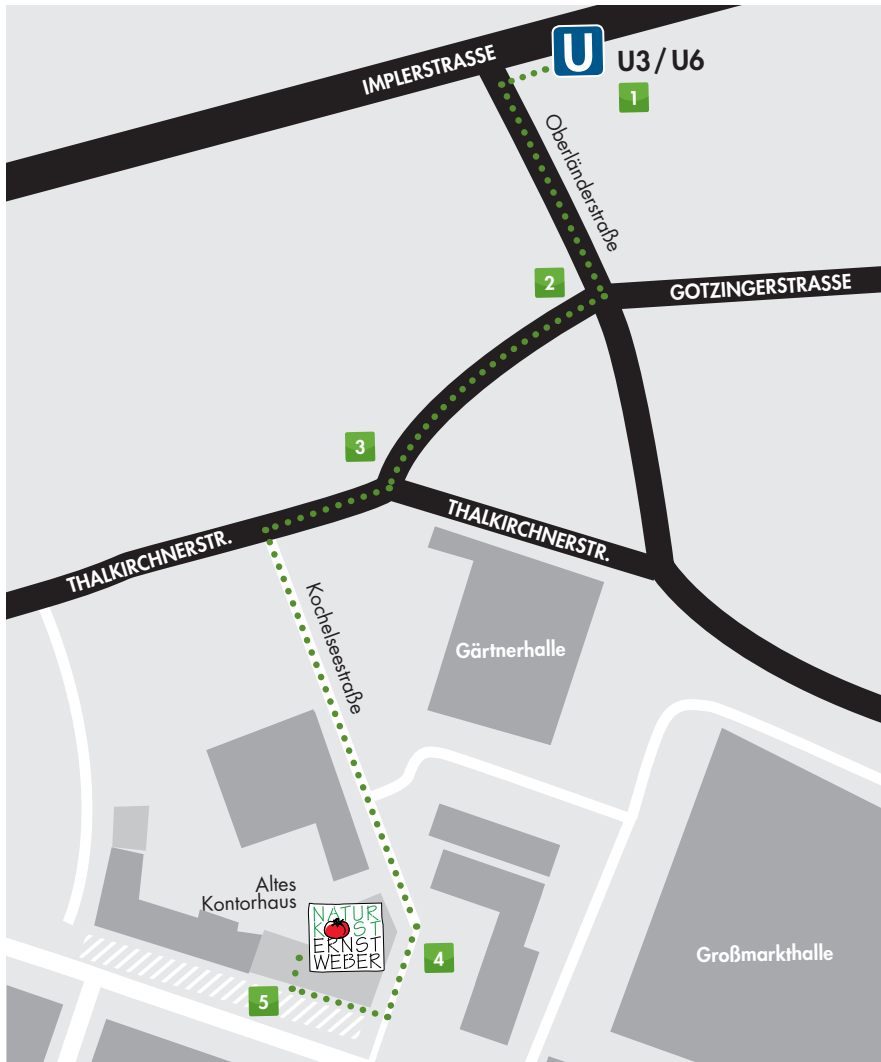 IMPLERSTRASSE
U
U3 / U6
1
Oberländerstraße
2
GOTZINGERSTRASSE
3
THALKIRCHNERSTR.
THALKIRCHNERSTR.
Kochelseestraße
Gärtnerhalle
Altes
Kontorhaus
NATUR
KOST
ERNST
WEBER
4
Großmarkthalle
5